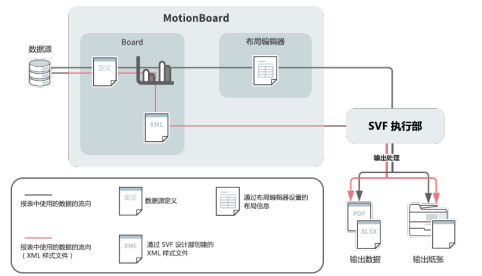 MotionBoard
数据源
Board
布局编辑器
定义
XML
SVF 执行部
输出处理
PDF
XLSX
输出数据
输出纸张
报表中使用的数据的流向
定义
数据源定义
通过布局编辑器设置的
布局信息
报表中使用的数据的流向
(XML 样式文件)
XML
通过 SVF 设计部创建的
XML 样式文件